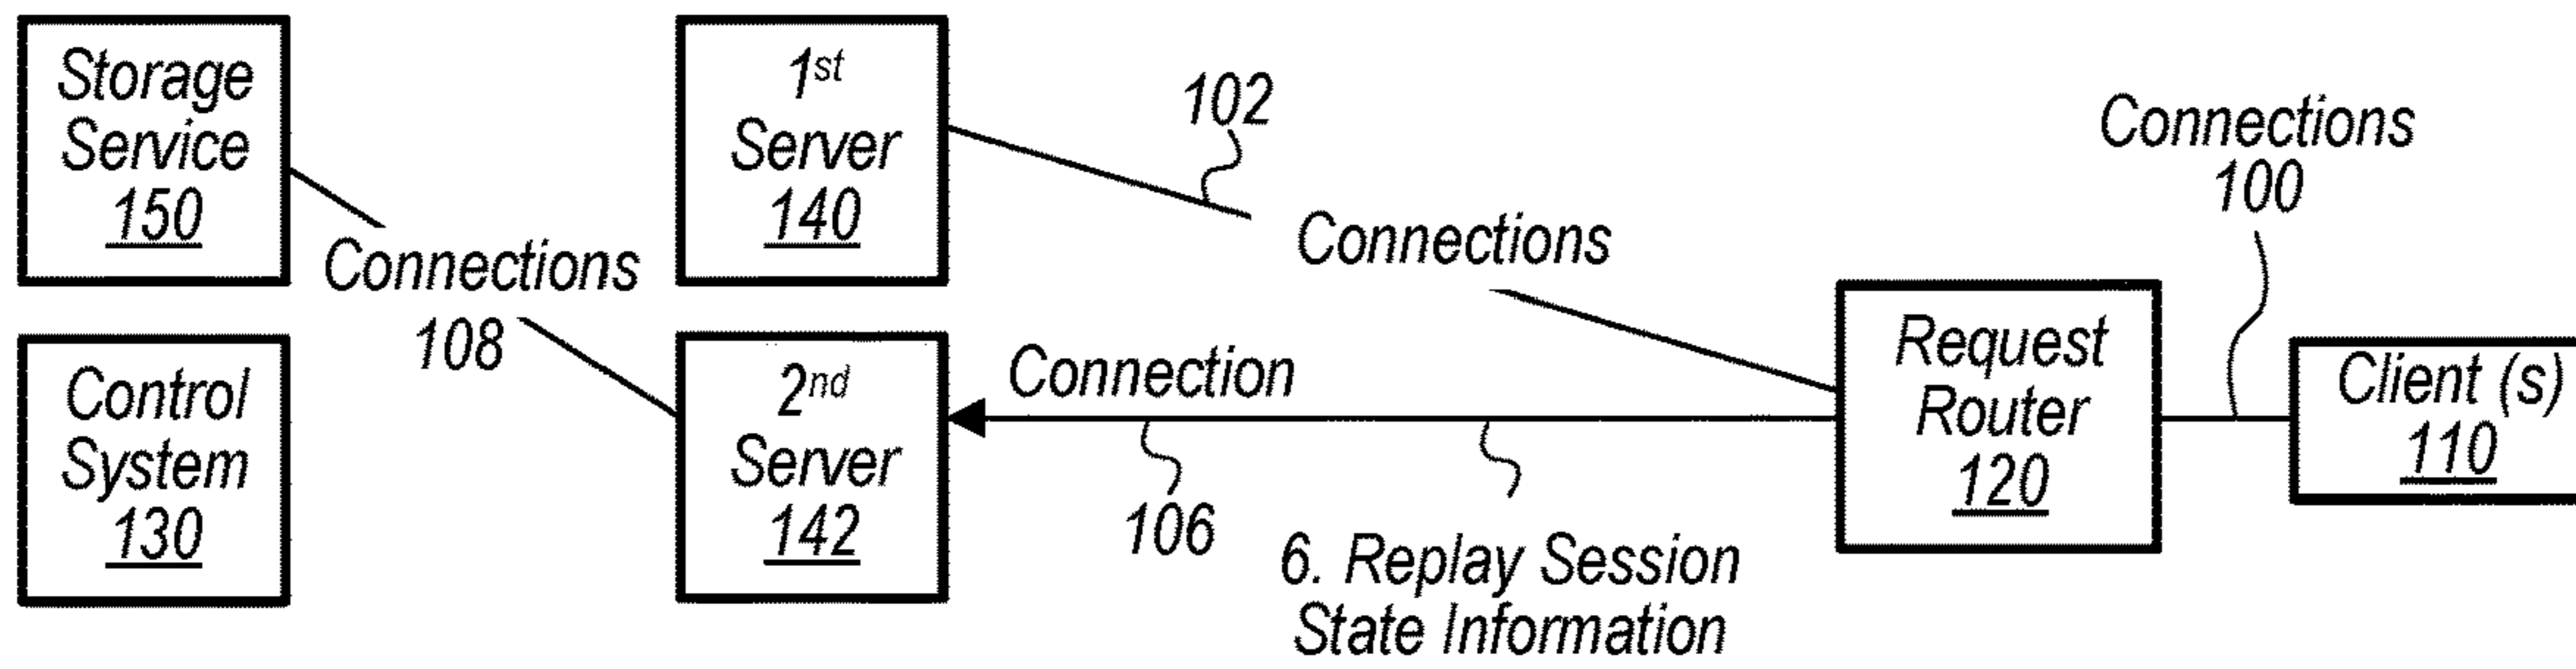 Storage
Service
150
Control
System
130
Connections
108
1st
Server
140
2nd
Server
142
102
Connections
Connection
106
6. Replay Session
State Information
Request
Router
120
Connections
100
Client (s)
110